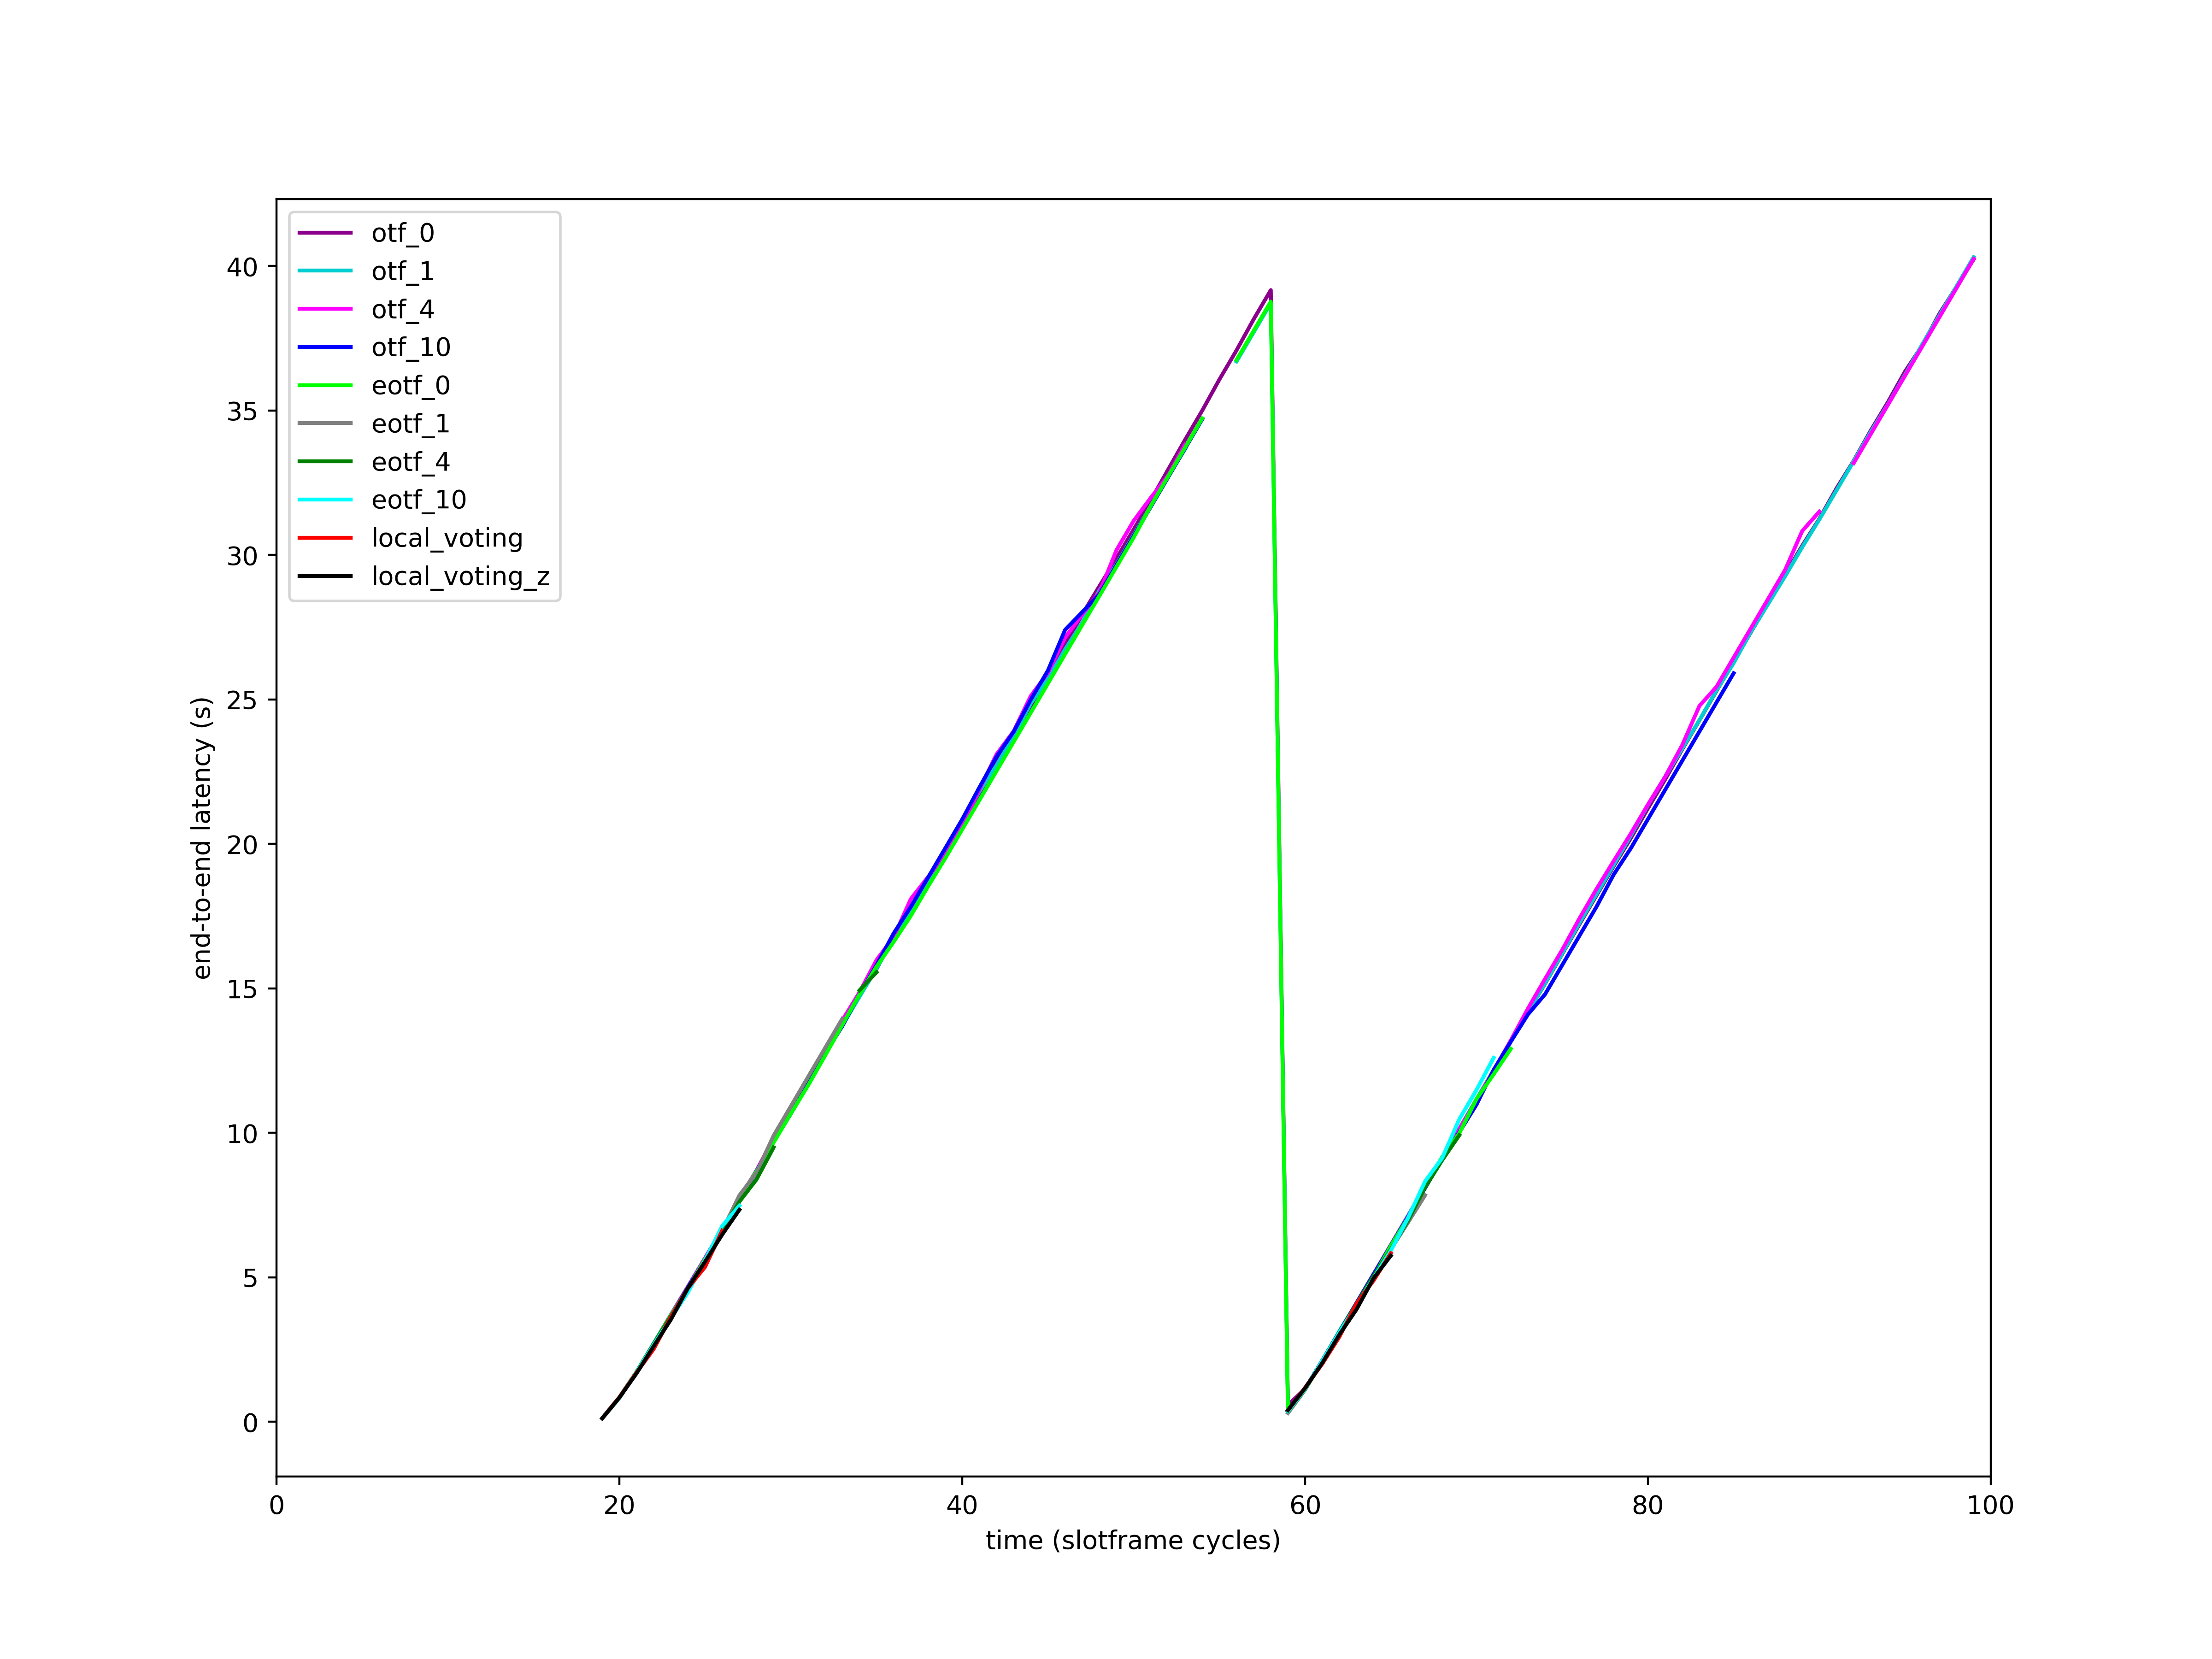 otf_0
otf_1
otf_4
otf_10
eotf_0
eotf_1
eotf_4
eotf_10
local_voting
local_voting_z
40
35
30
25
20
15
10
5
0
end-to-end latency (s)
0 20 40 60 80 100
time (slotframe cycles)